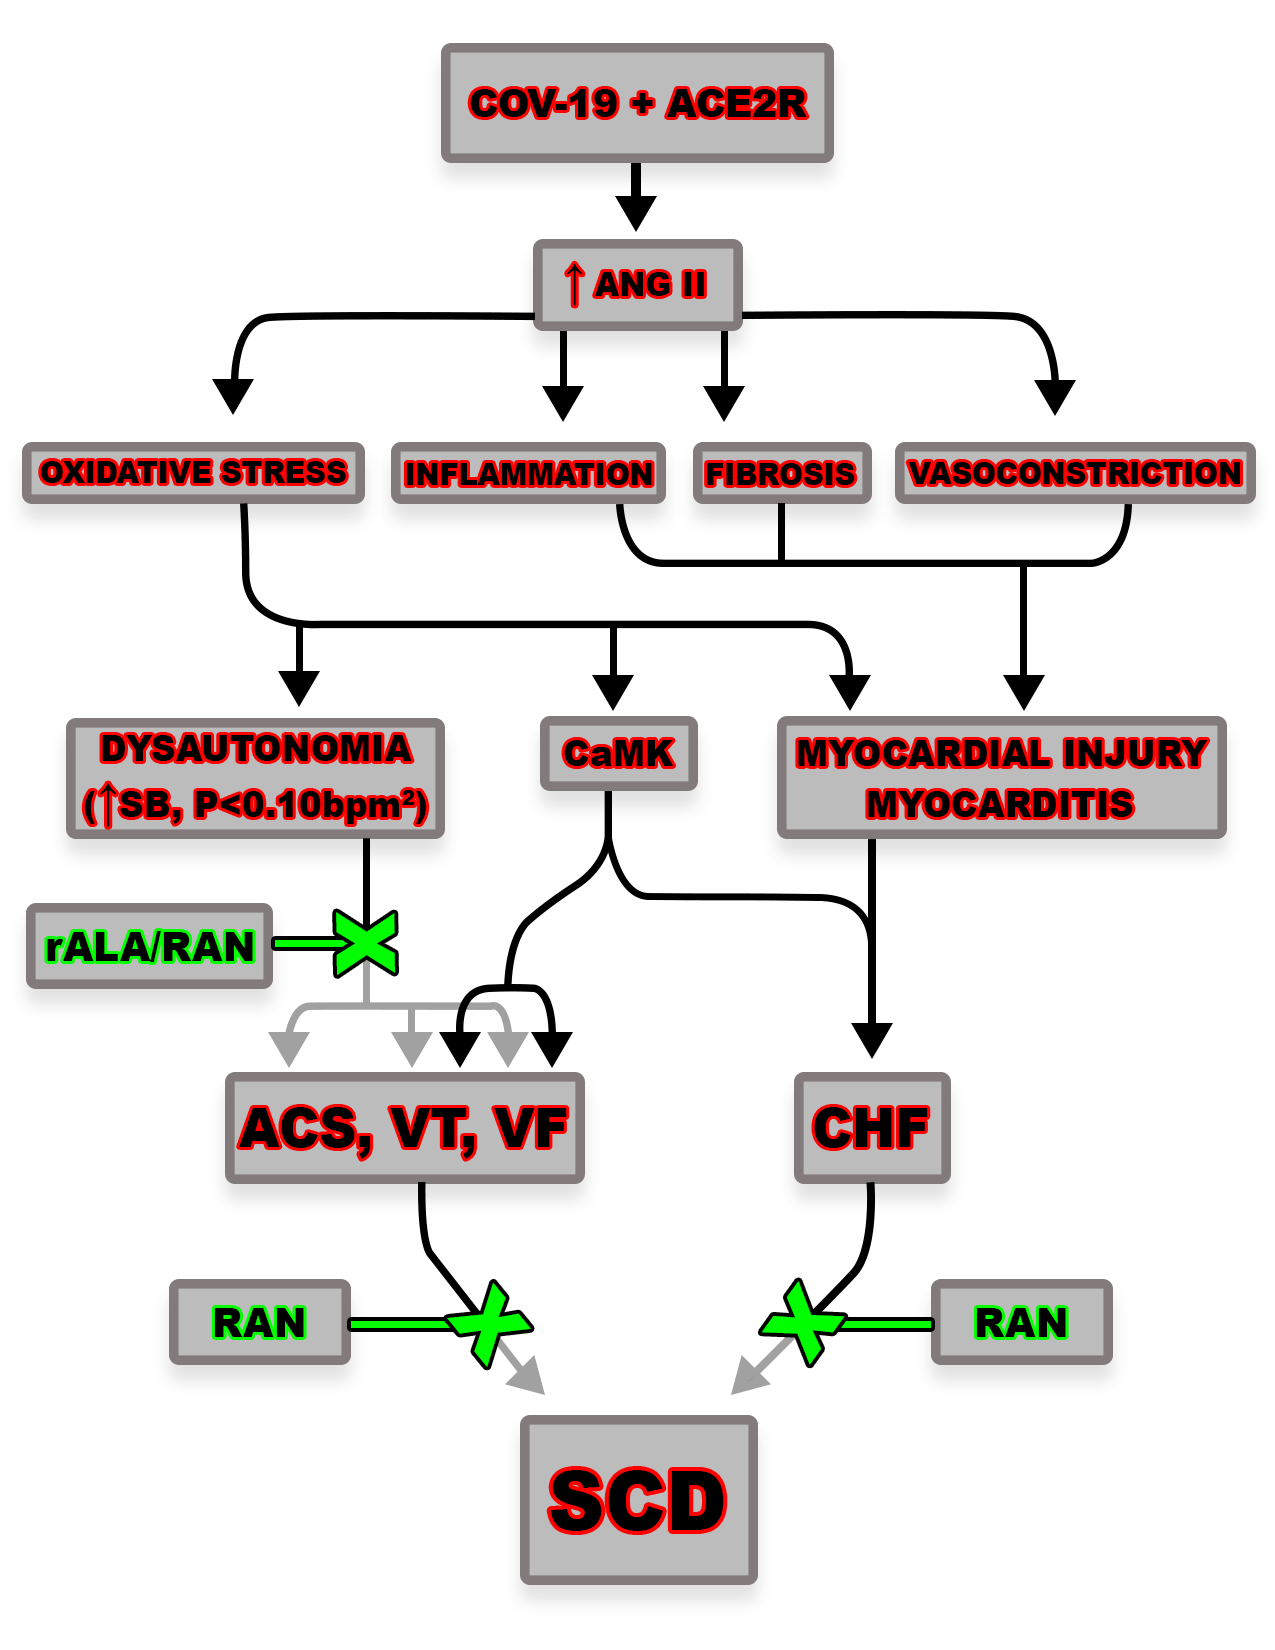 COV-19 + ACE2R
↑ ANG II
OXIDATIVE STRESS
INFLAMMATION
FIBROSIS
VASOCONSTRICTION
DYSAUTONOMIA
(↑SB, P<0.10bpm²)
CaMK
MYOCARDIAL INJURY
MYOCARDITIS
rALA/RAN
ACS, VT, VF
CHF
RAN
RAN
SCD